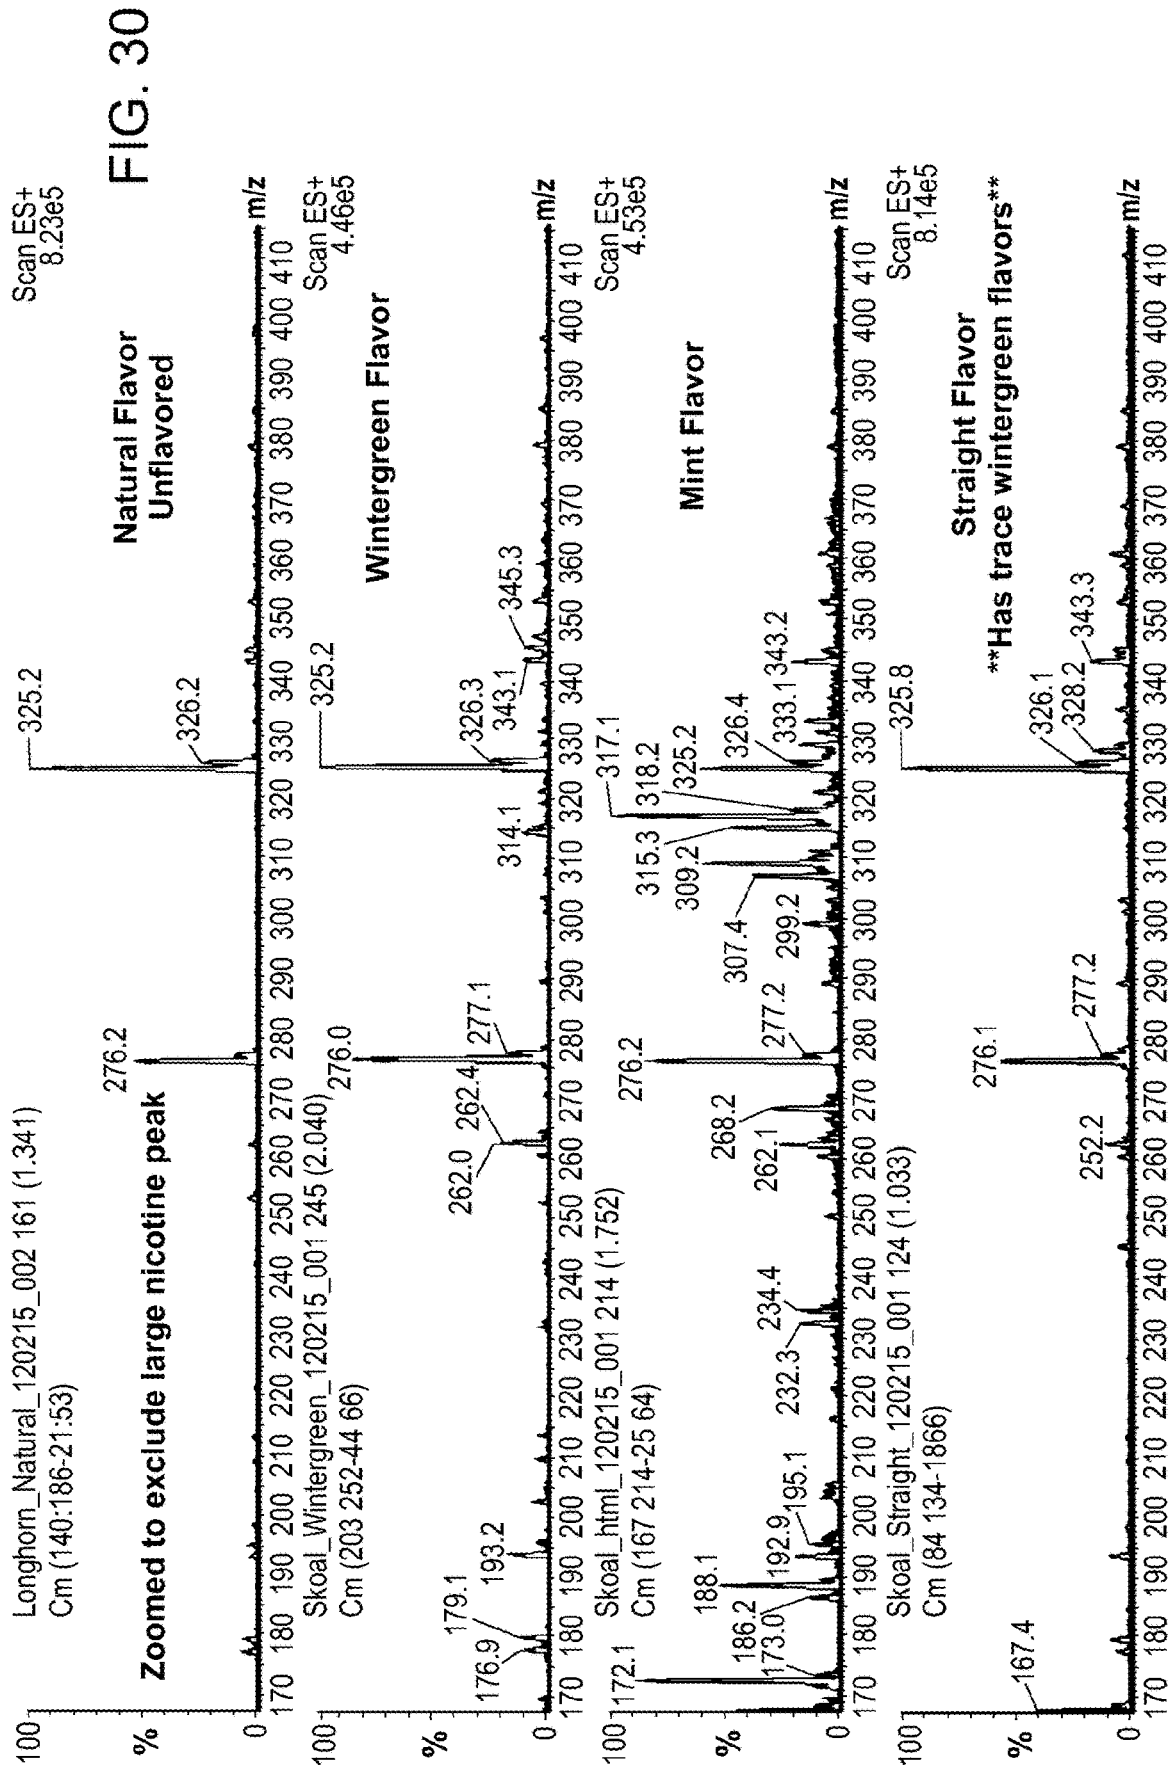 FIG. 30
Longhorn_Natural_120215_002 161 (1.341)
Cm (140:186-21:53)
Scan ES+
8.23e5
Zoomed to exclude large nicotine peak
Natural Flavor
Unflavored
100
%
0
276.2
325.2
326.2
170 180 190 200 210 220 230 240 250 260 270 280 290 300 310 320 330 340 350 360 370 380 390 400 410 m/z
Skoal_Wintergreen_120215_001 245 (2.040)
Cm (203 252-44 66)
Scan ES+
4.46e5
Wintergreen Flavor
100
%
0
176.9
179.1
193.2
262.0
262.4
276.0
277.1
314.1
325.2
326.3
343.1
345.3
170 180 190 200 210 220 230 240 250 260 270 280 290 300 310 320 330 340 350 360 370 380 390 400 410 m/z
Skoal_html_120215_001 214 (1.752)
Cm (167 214-25 64)
Scan ES+
4.53e5
Mint Flavor
100
%
0
172.1
173.0
186.2
188.1
192.9
195.1
232.3
234.4
262.1
268.2
276.2
277.2
299.2
307.4
309.2
315.3
317.1
318.2
325.2
326.4
333.1
343.2
170 180 190 200 210 220 230 240 250 260 270 280 290 300 310 320 330 340 350 360 370 380 390 400 410 m/z
Skoal_Straight_120215_001 124 (1.033)
Cm (84 134-1866)
Scan ES+
8.14e5
Straight Flavor
**Has trace wintergreen flavors**
100
%
0
167.4
252.2
276.1
277.2
325.8
326.1
328.2
343.3
170 180 190 200 210 220 230 240 250 260 270 280 290 300 310 320 330 340 350 360 370 380 390 400 410 m/z